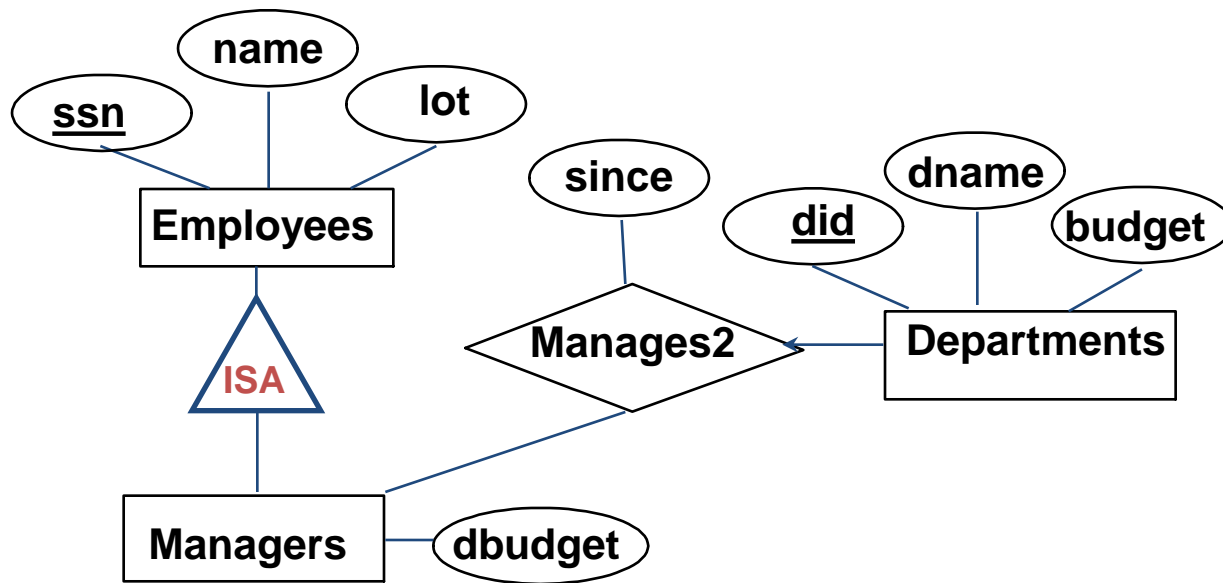 name
ssn
lot
Employees
since
dname
did
budget
Manages2
Departments
ISA
Managers
dbudget